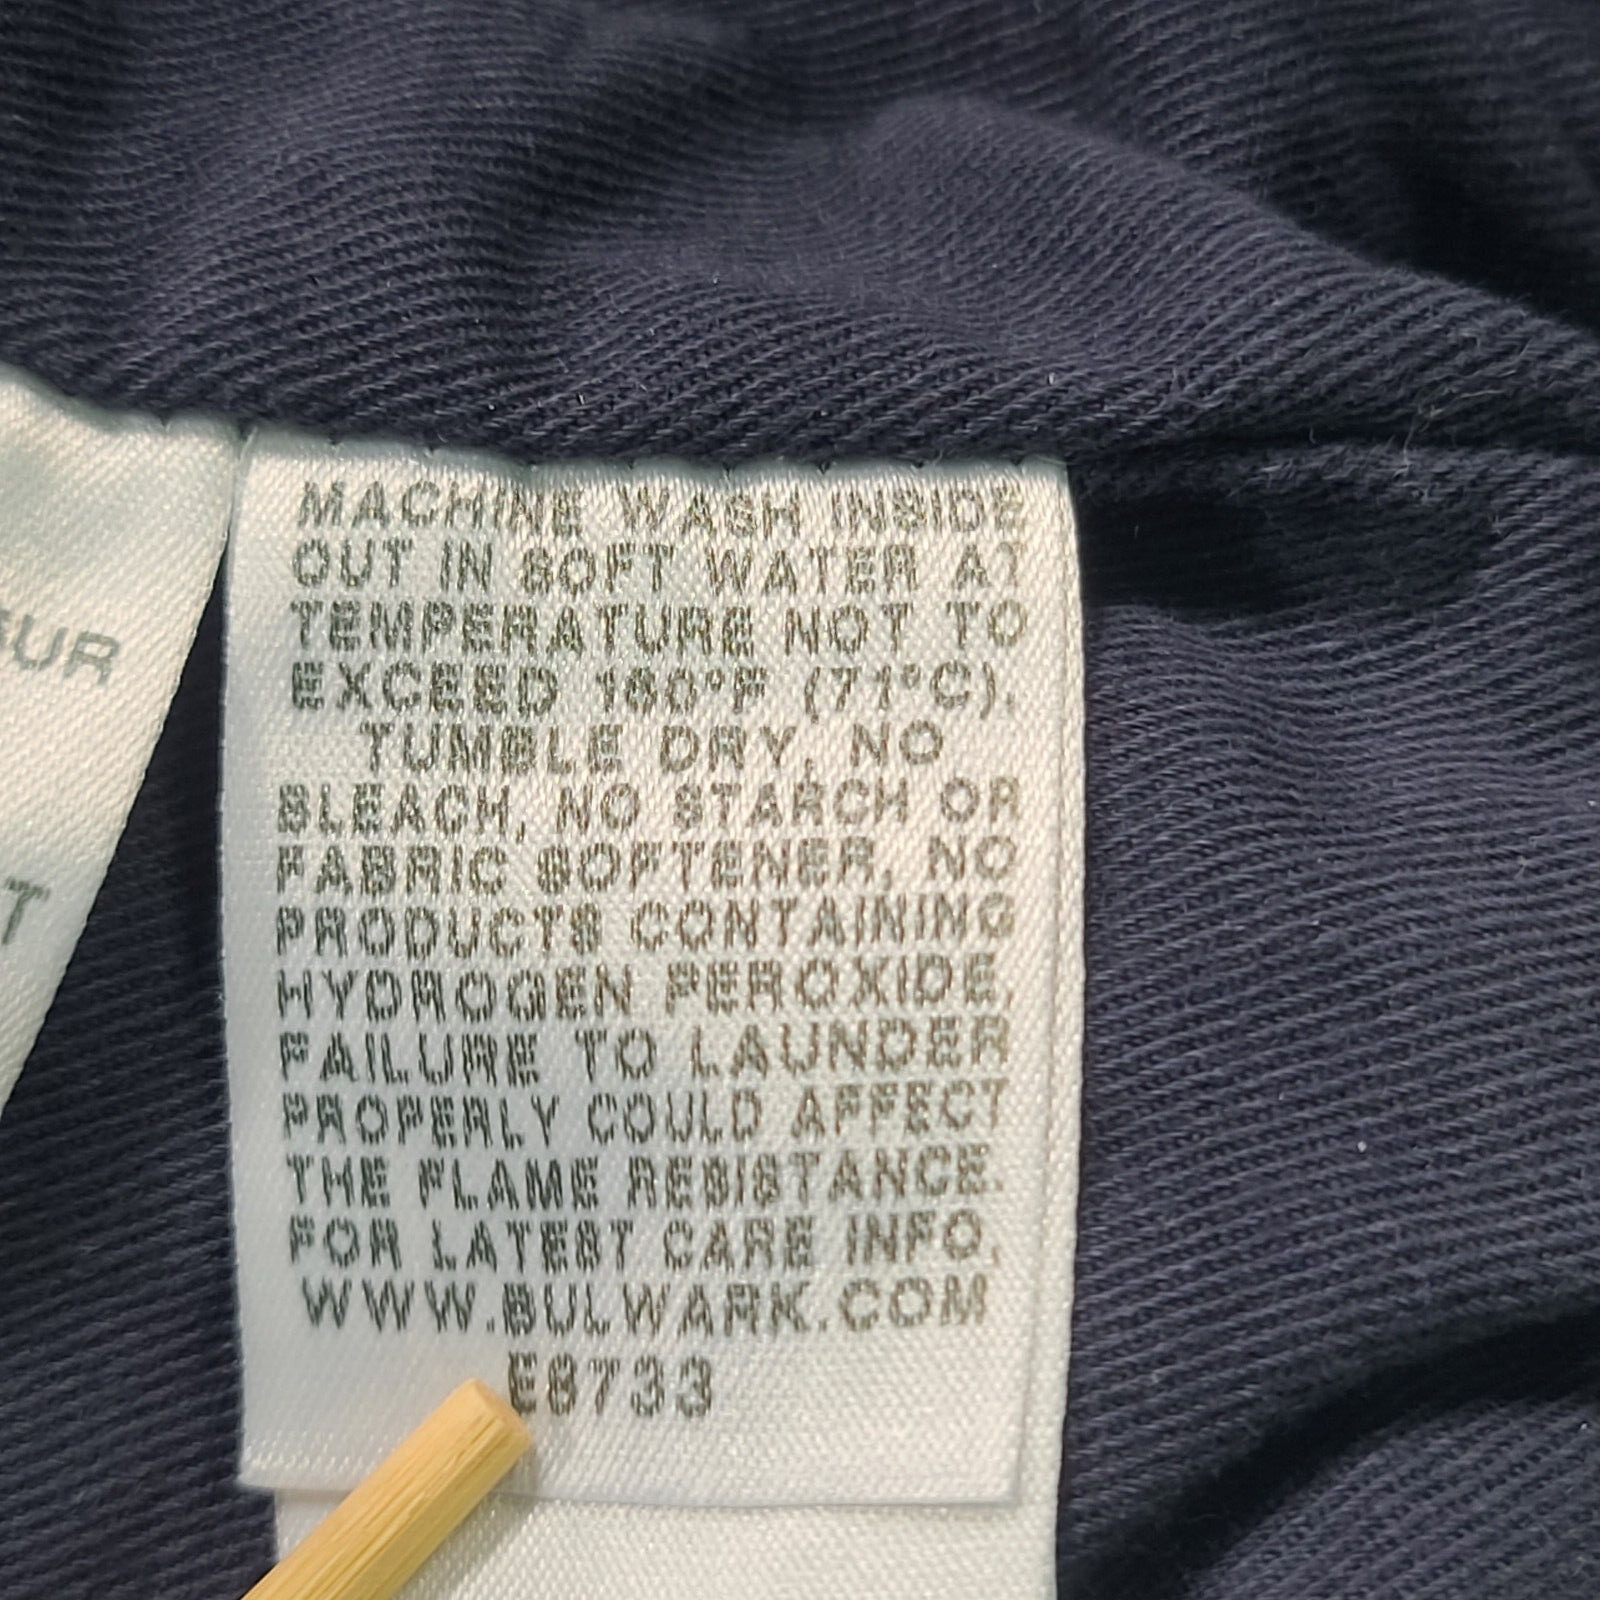 MACHINE WASH INSIDE
OUT IN SOFT WATER AT
TEMPERATURE NOT TO
EXCEED 160°F (71°C).
TUMBLE DRY, NO
BLEACH, NO STARCH OR
FABRIC SOFTENER, NO
PRODUCTS CONTAINING
HYDROGEN PEROXIDE,
FAILURE TO LAUNDER
PROPERLY COULD AFFECT
THE FLAME RESISTANCE.
FOR LATEST CARE INFO,
WWW.BULWARK.COM
E8733